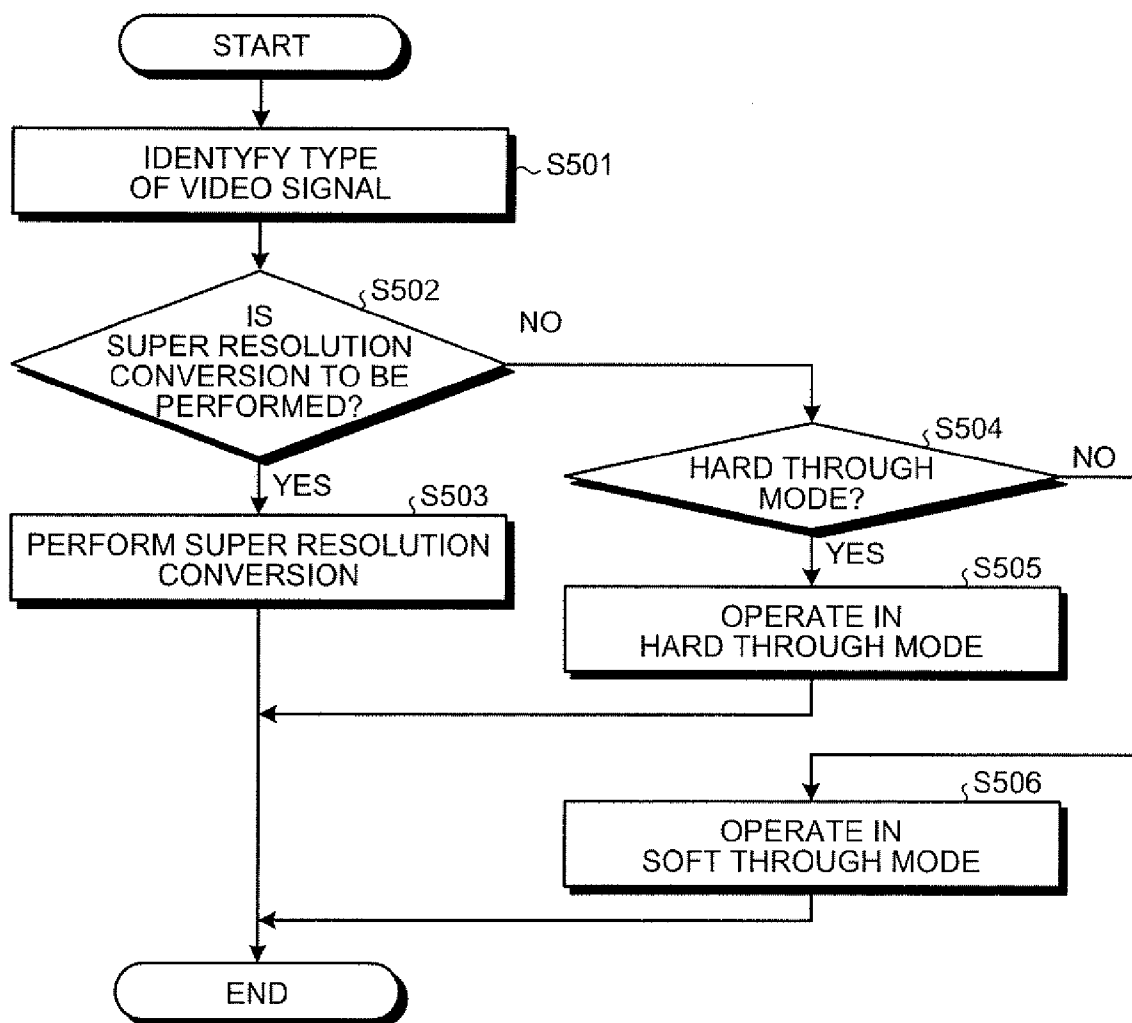 START
IDENTYFY TYPE
OF VIDEO SIGNAL
S501
S502
IS
SUPER RESOLUTION
CONVERSION TO BE
PERFORMED?
NO
YES
S503
PERFORM SUPER RESOLUTION
CONVERSION
S504
HARD THROUGH
MODE?
NO
YES
S505
OPERATE IN
HARD THROUGH MODE
S506
OPERATE IN
SOFT THROUGH MODE
END